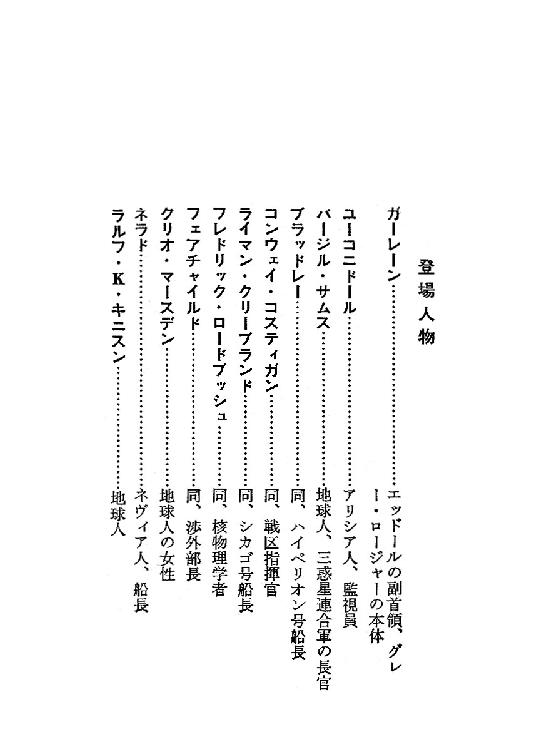 登場人物
ガーレーン……………………エッドールの副首領、グレ
ー・ロージャーの本体
ユーコニドール……………………アリシア人、監視員
バージル・サムス……………………地球人、三惑星連合軍の長官
ブラッドレー……………………同、ハイペリオン号船長
コンウェイ・コスティガン……………………同、戦区指揮官
ライマン・クリーブランド……………………同、シカゴ号船長
フレドリック・ロードブッシュ……………………同、核物理学者
フェアチャイルド……………………同、渉外部長
クリオ・マースデン……………………地球人の女性
ネラド……………………ネヴィア人、船長
ラルフ・K・キニスン……………………地球人